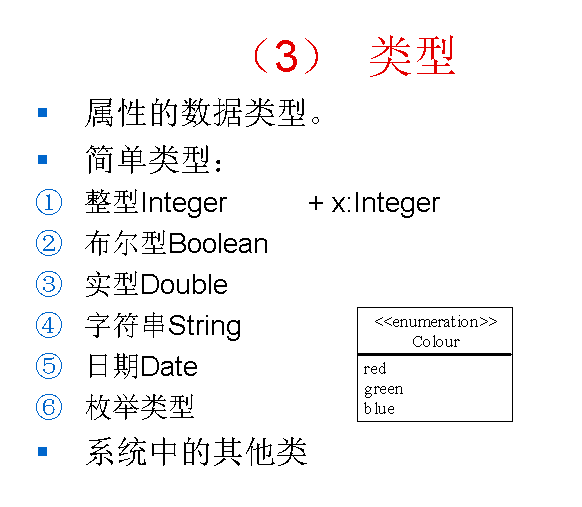 （3） 类型
▪ 属性的数据类型。
▪ 简单类型：
① 整型Integer + x:Integer
② 布尔型Boolean
③ 实型Double
④ 字符串String
⑤ 日期Date
⑥ 枚举类型
<<enumeration>>
Colour
red
green
blue
▪ 系统中的其他类